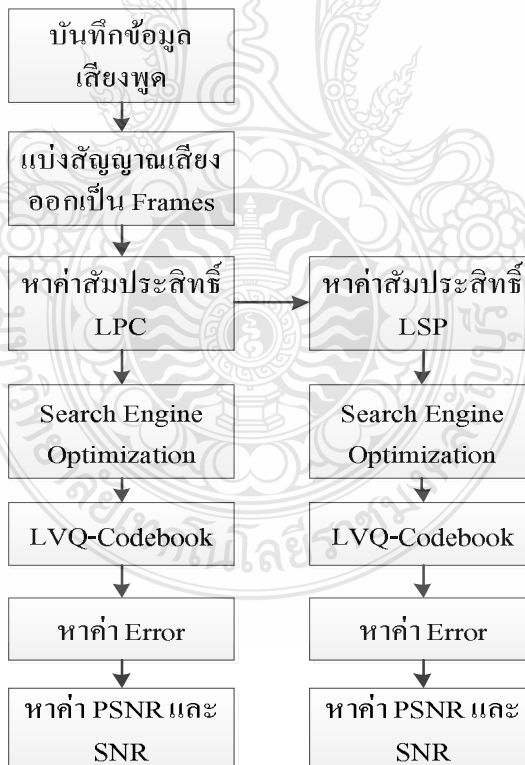 บันทึกข้อมูล
เสียงพูด
แบ่งสัญญาณเสียง
ออกเป็น Frames
หาค่าสัมประสิทธิ์
LPC
หาค่าสัมประสิทธิ์
LSP
Search Engine
Optimization
Search Engine
Optimization
LVQ-Codebook
LVQ-Codebook
หาค่า Error
หาค่า Error
หาค่า PSNR และ
SNR
หาค่า PSNR และ
SNR